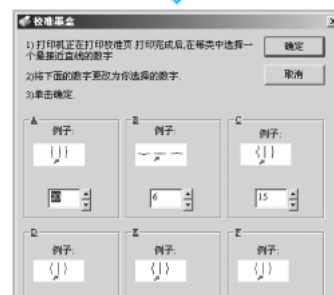 校准墨盒
1)打印机正在打印校准页.打印完成后,在每类中选择一个最接近直线的数字
确定
2)将下面的数字更改为你选择的数字.
取消
3)单击确定.
A
B
C
例子:
例子:
例子:
20
6
15
D
E
F
例子:
例子:
例子: